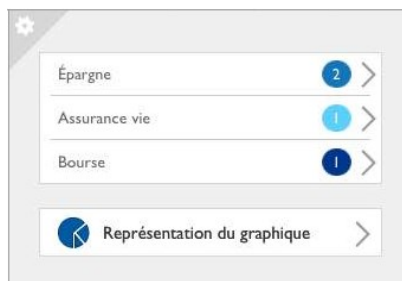 Épargne 2
Assurance vie 1
Bourse 1
Représentation du graphique